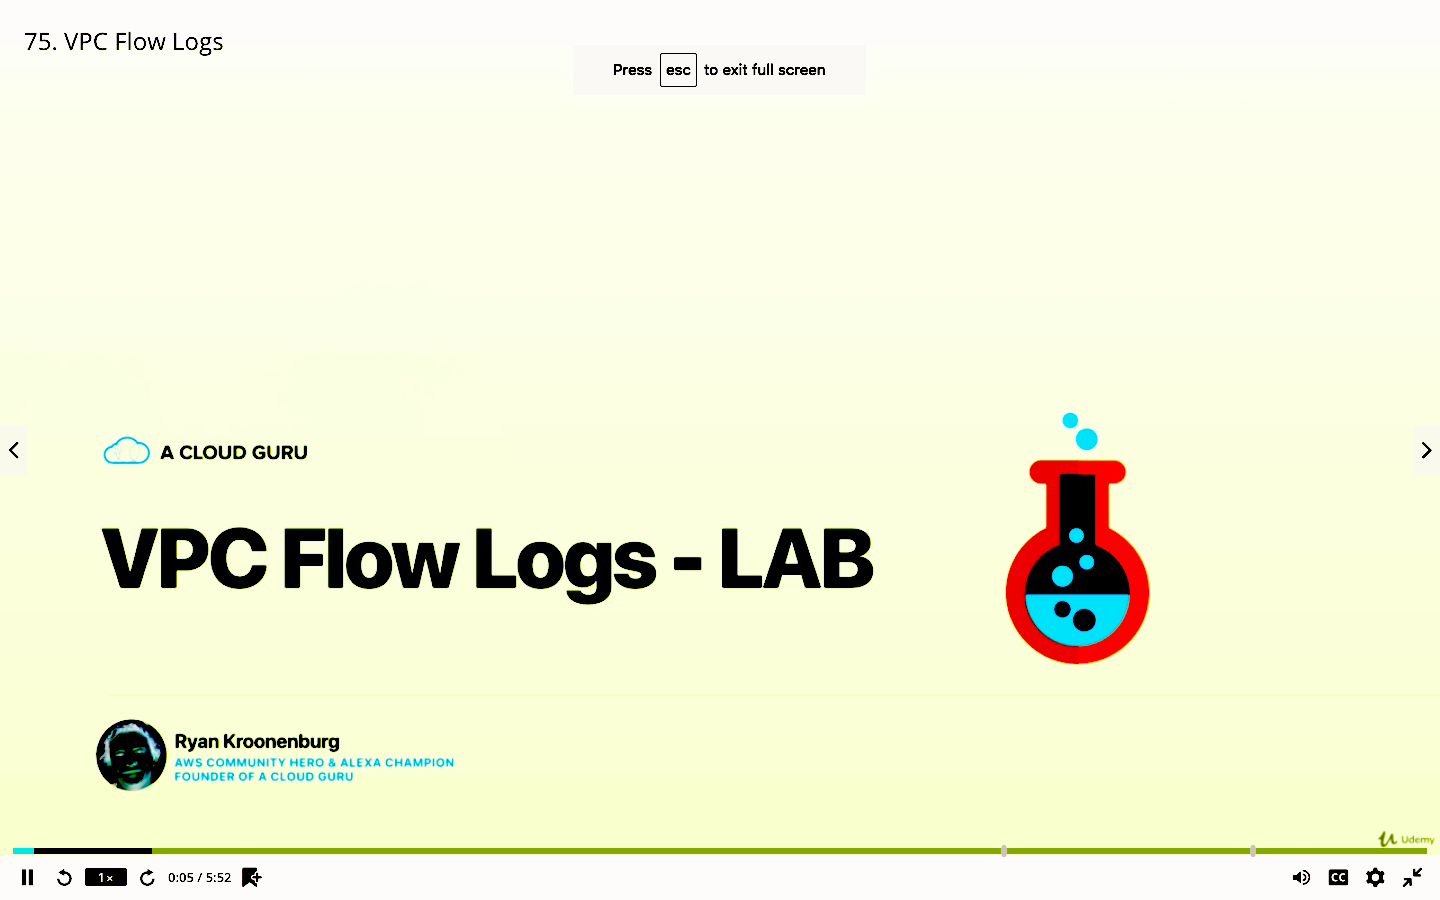 75. VPC Flow Logs
Press esc to exit full screen
A CLOUD GURU
VPC Flow Logs - LAB
Ryan Kroonenburg
AWS COMMUNITY HERO & ALEXA CHAMPION
FOUNDER OF A CLOUD GURU
Udemy
1x
0:05 / 5:52
CC